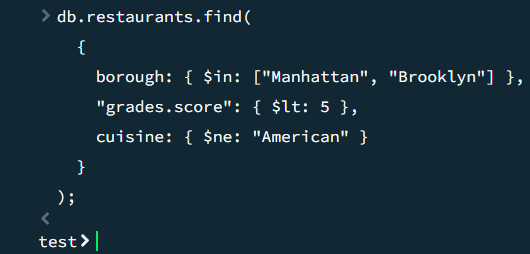 > db.restaurants.find(
{
borough: { $in: ["Manhattan", "Brooklyn"] },
"grades.score": { $lt: 5 },
cuisine: { $ne: "American" }
}
);
<
test>